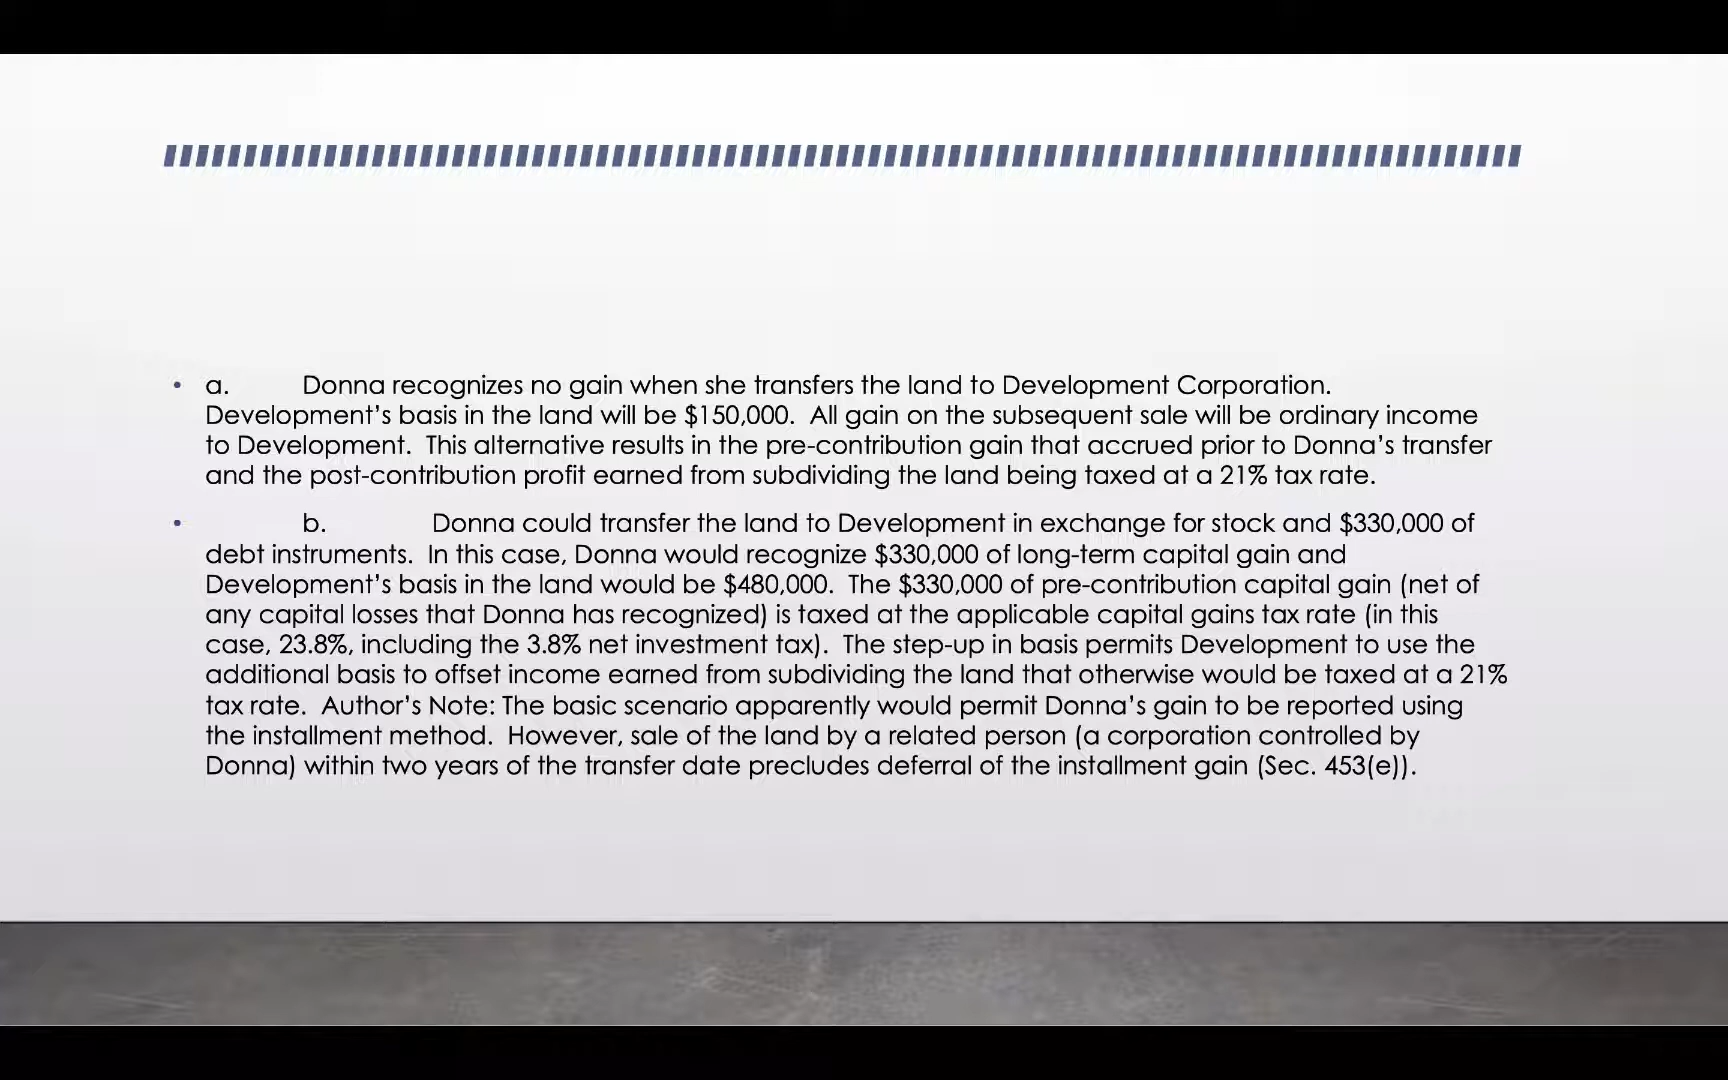 • a. Donna recognizes no gain when she transfers the land to Development Corporation.
Development’s basis in the land will be $150,000.  All gain on the subsequent sale will be ordinary income
to Development.  This alternative results in the pre-contribution gain that accrued prior to Donna’s transfer
and the post-contribution profit earned from subdividing the land being taxed at a 21% tax rate.
• b. Donna could transfer the land to Development in exchange for stock and $330,000 of
debt instruments.  In this case, Donna would recognize $330,000 of long-term capital gain and
Development’s basis in the land would be $480,000.  The $330,000 of pre-contribution capital gain (net of
any capital losses that Donna has recognized) is taxed at the applicable capital gains tax rate (in this
case, 23.8%, including the 3.8% net investment tax).  The step-up in basis permits Development to use the
additional basis to offset income earned from subdividing the land that otherwise would be taxed at a 21%
tax rate.  Author’s Note: The basic scenario apparently would permit Donna’s gain to be reported using
the installment method.  However, sale of the land by a related person (a corporation controlled by
Donna) within two years of the transfer date precludes deferral of the installment gain (Sec. 453(e)).